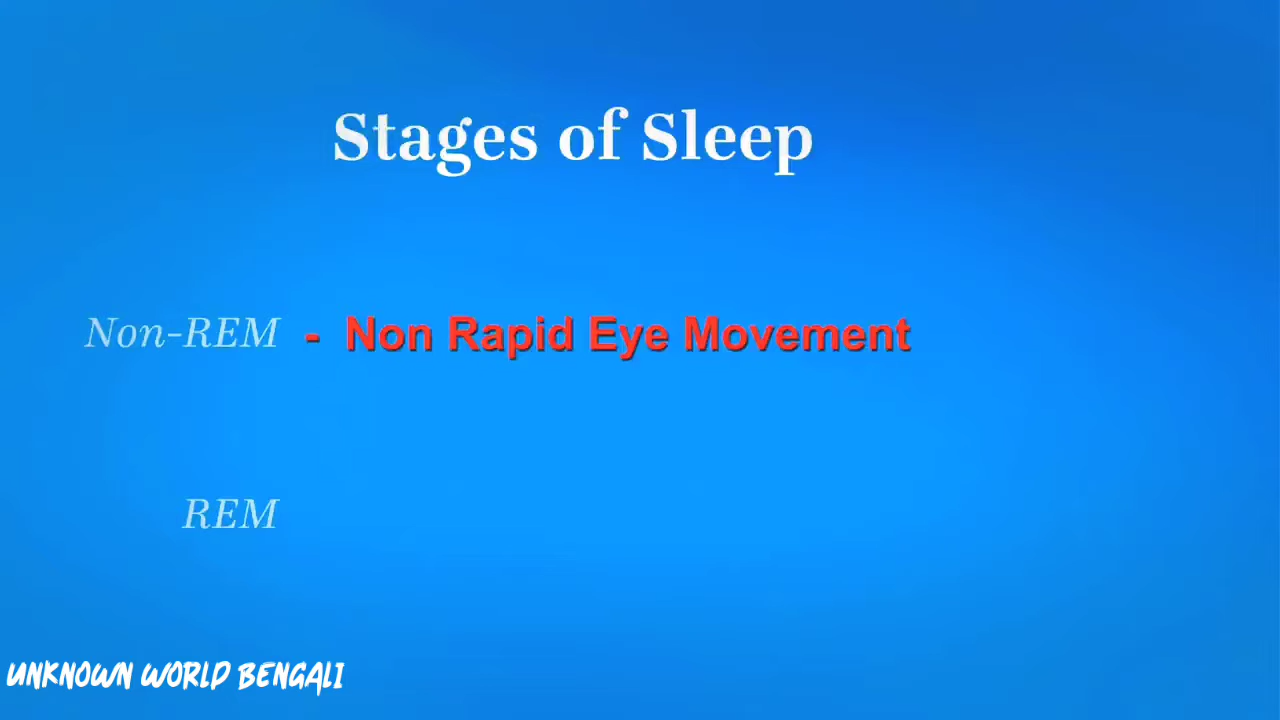 Stages of Sleep
Non-REM - Non Rapid Eye Movement
REM
UNKNOWN WORLD BENGALI